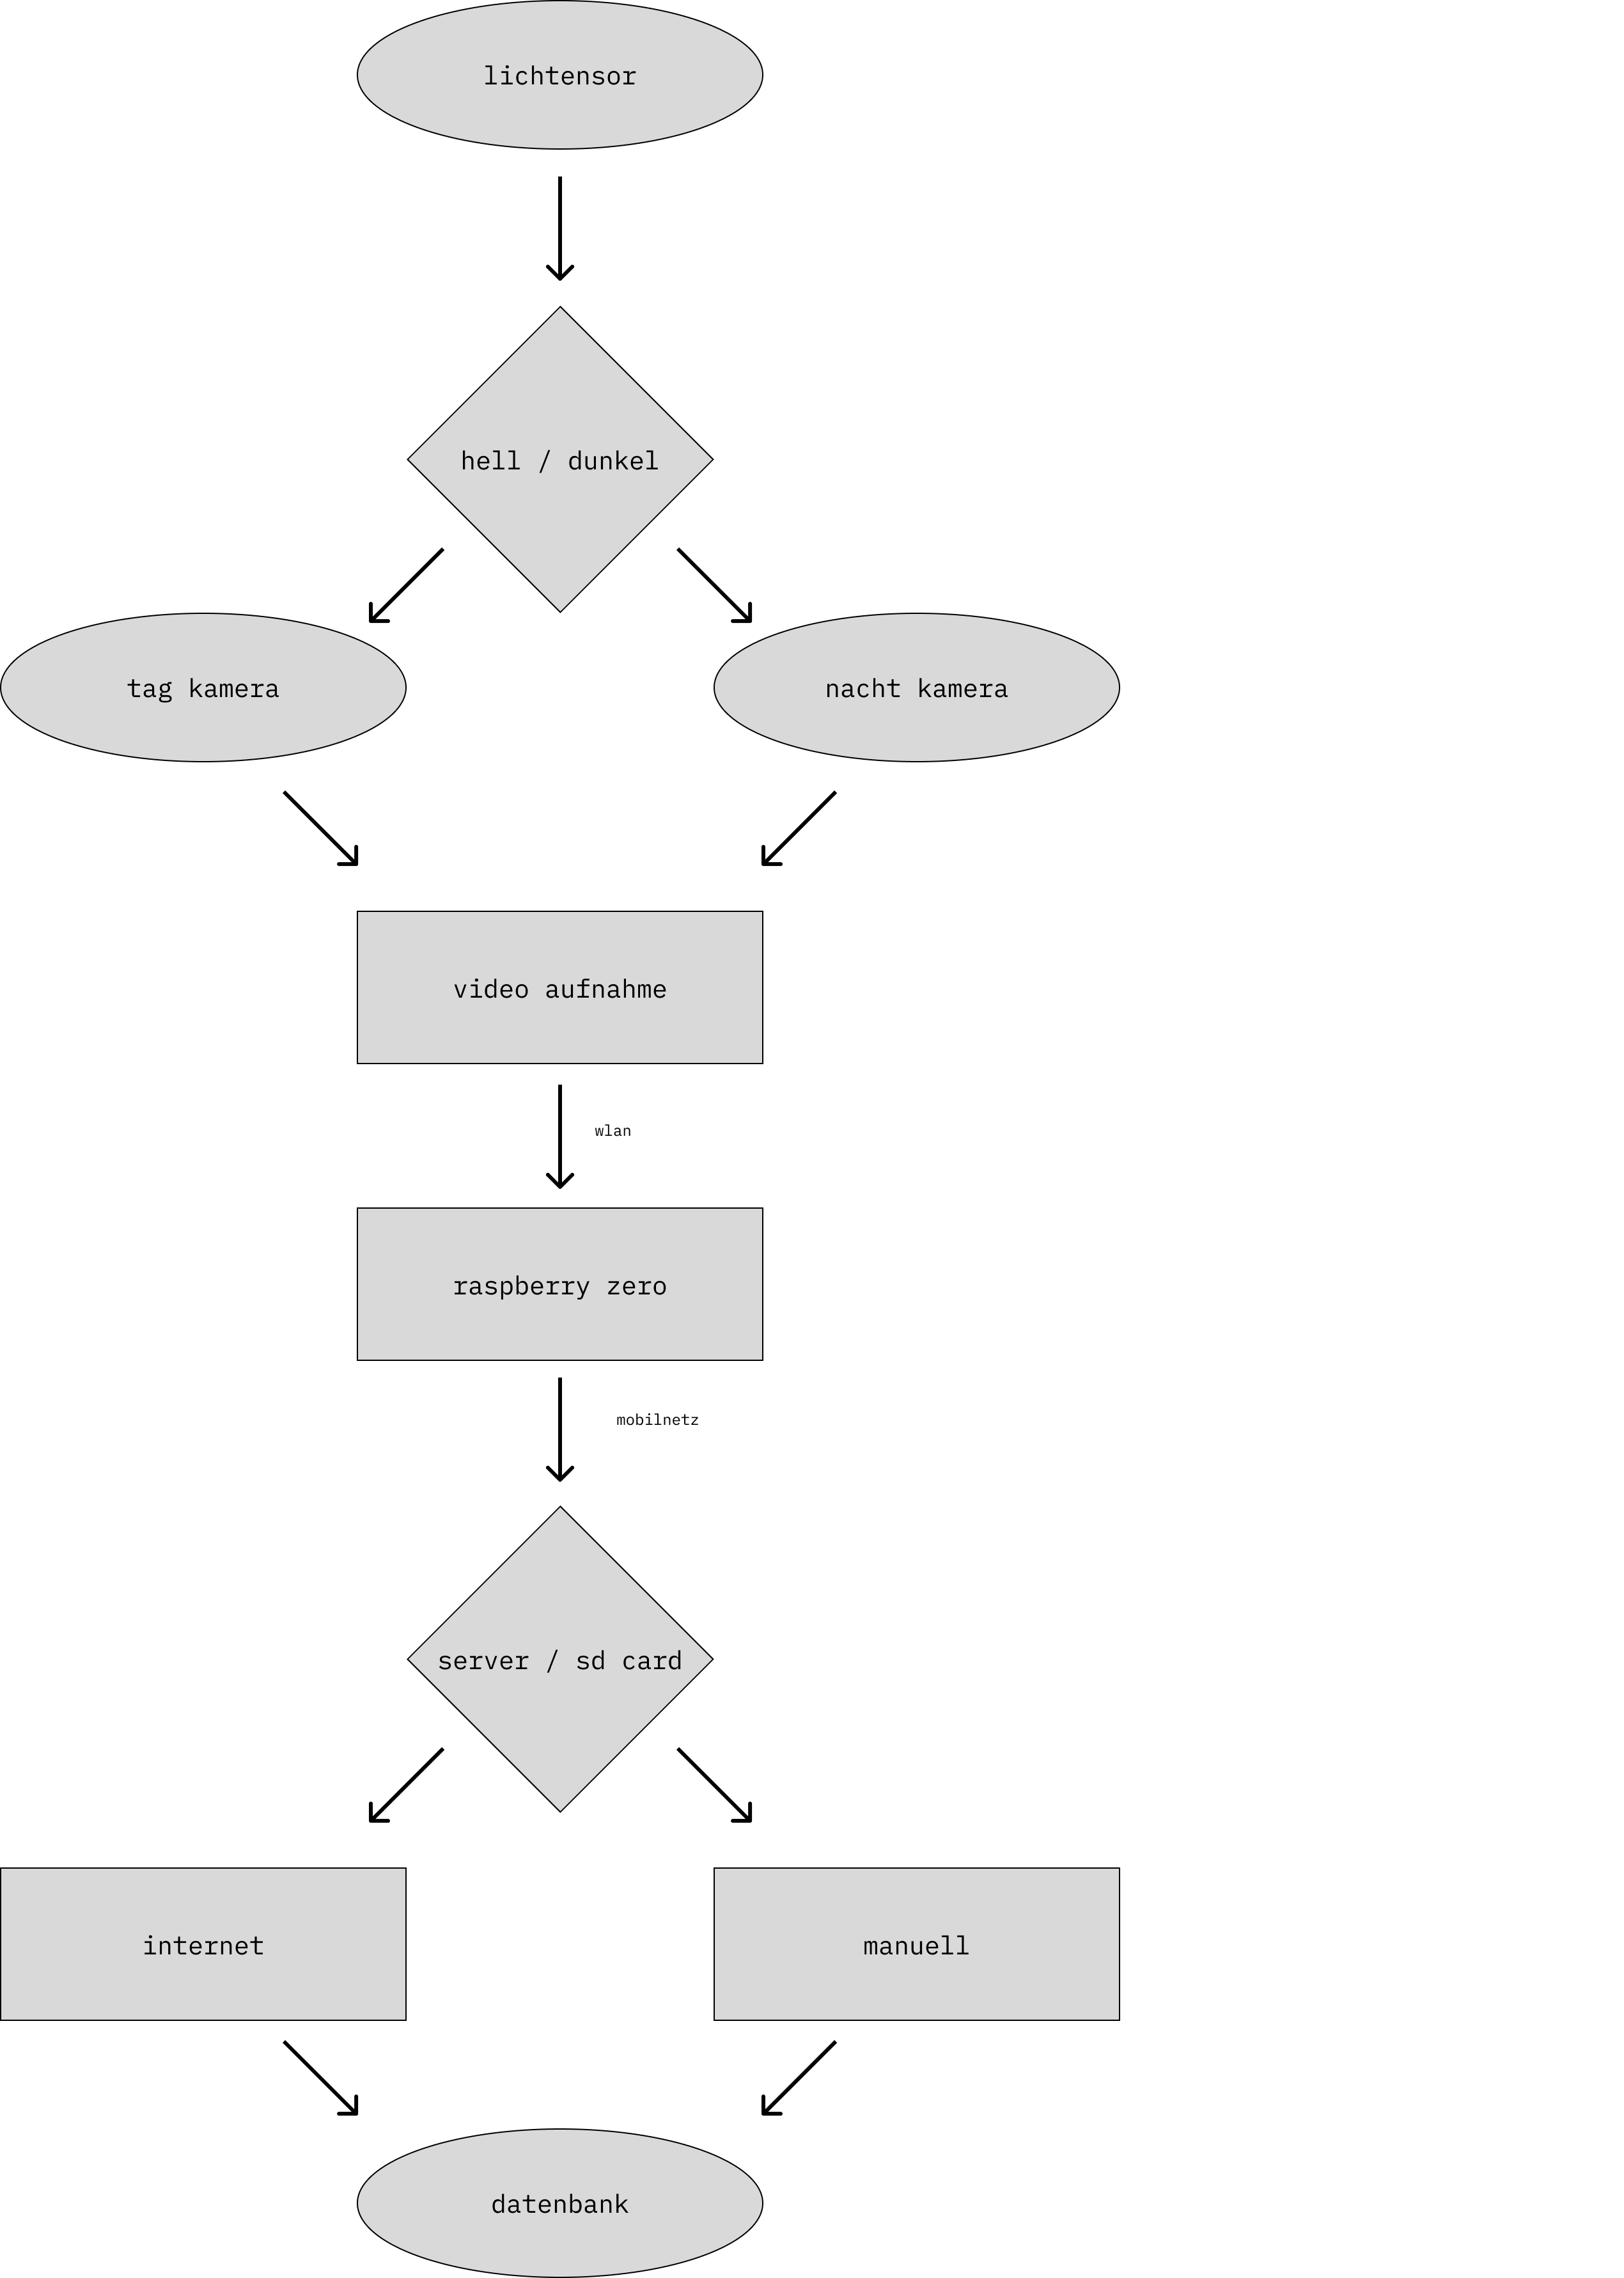 lichtensor
hell / dunkel
tag kamera
nacht kamera
video aufnahme
wlan
raspberry zero
mobilnetz
server / sd card
internet
manuell
datenbank